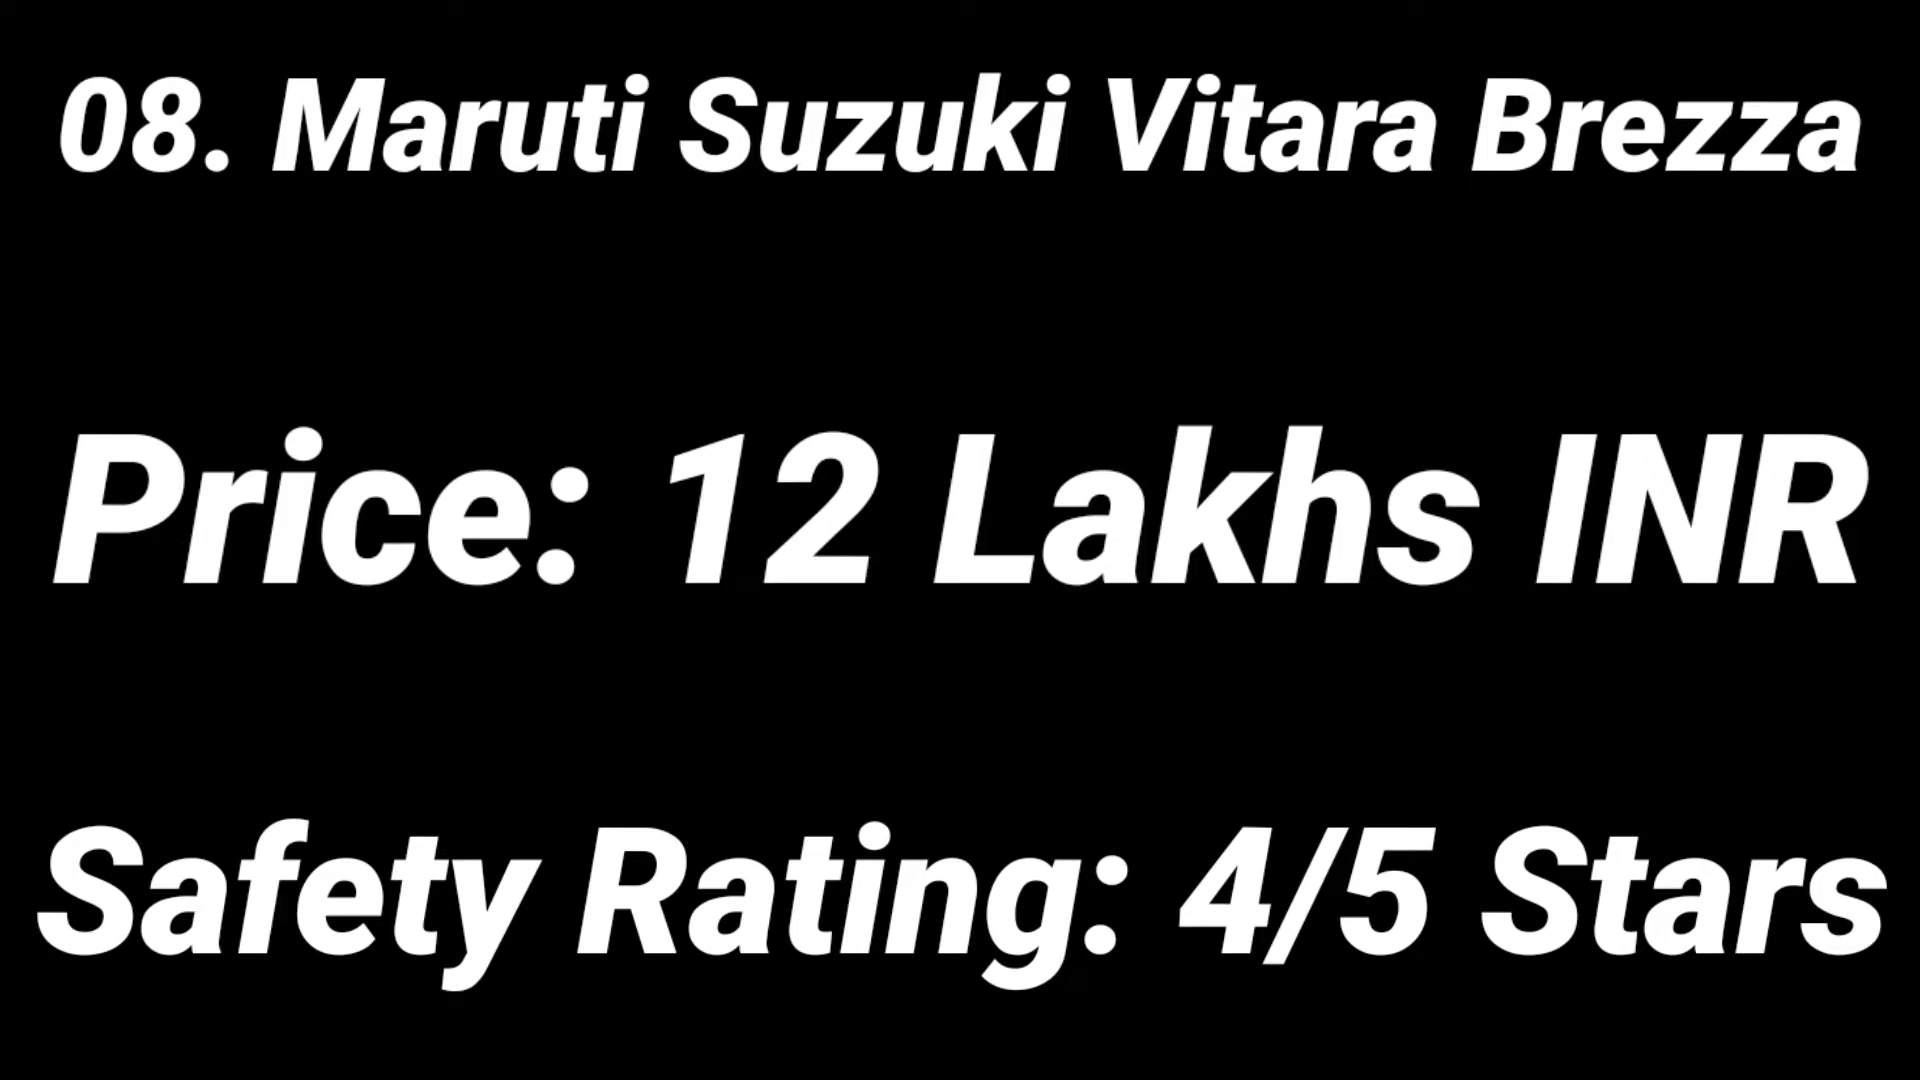 08. Maruti Suzuki Vitara Brezza
Price: 12 Lakhs INR
Safety Rating: 4/5 Stars